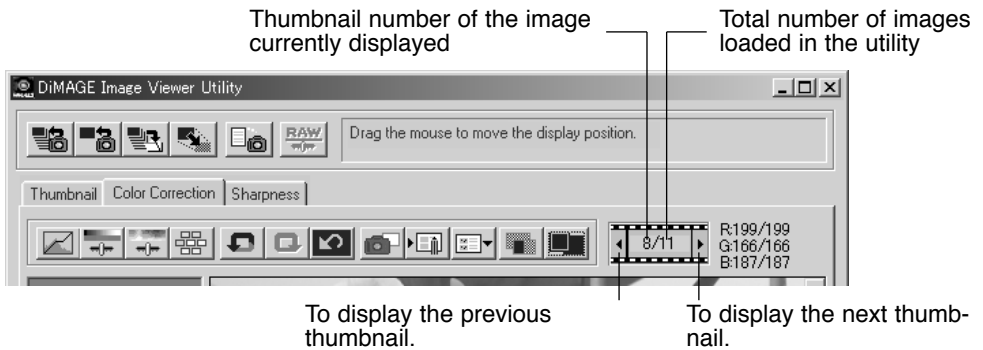 Thumbnail number of the image
currently displayed
Total number of images
loaded in the utility
DiMAGE Image Viewer Utility
RAW
Drag the mouse to move the display position.
Thumbnail
Color Correction
Sharpness
8/11
R:199/199
G:166/166
B:187/187
To display the previous
thumbnail.
To display the next thumb-
nail.